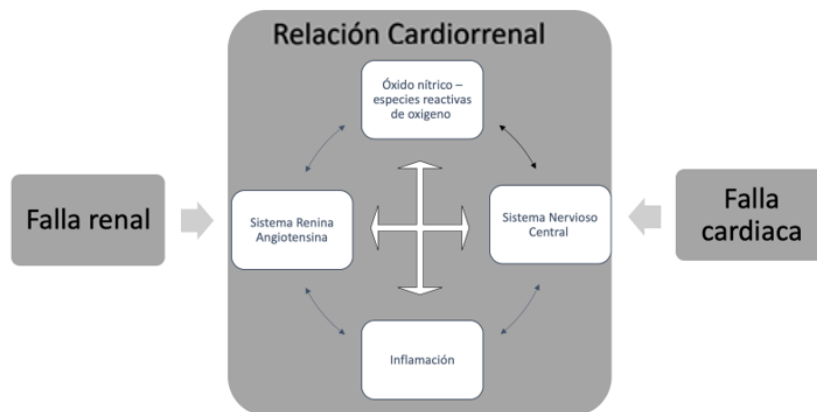 Relación Cardiorrenal
Óxido nítrico –
especies reactivas
de oxigeno
Falla renal
Sistema Renina
Angiotensina
Sistema Nervioso
Central
Falla
cardiaca
Inflamación